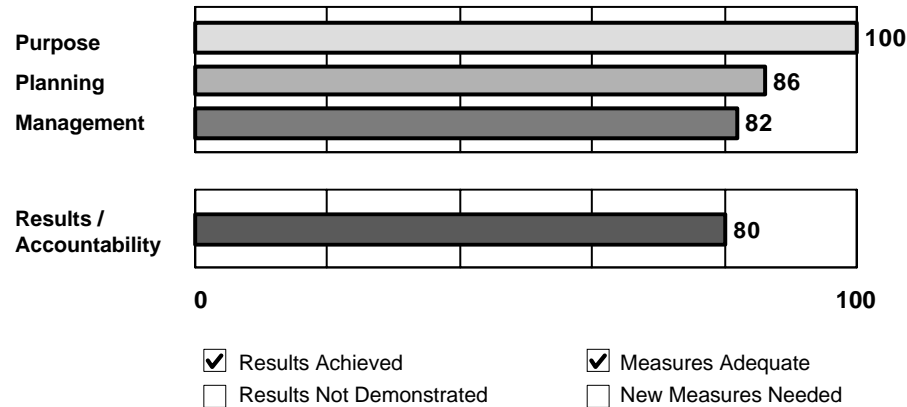 Purpose 100
Planning 86
Management 82
Results /
Accountability 80
0 100
Results Achieved Measures Adequate
Results Not Demonstrated New Measures Needed